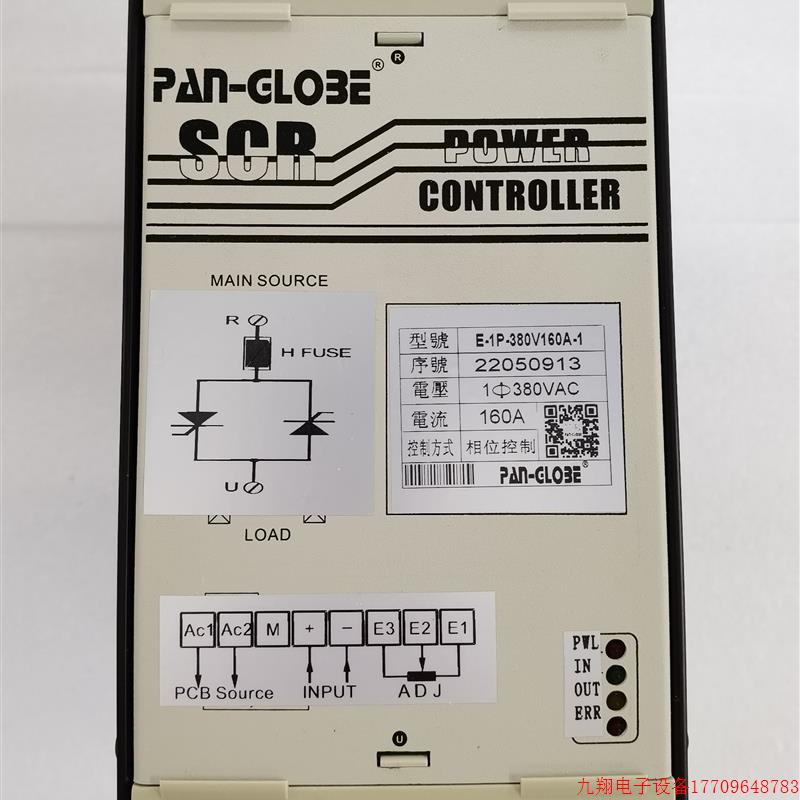 PAN-GLOBE® ®
SCR POWER
CONTROLLER
MAIN SOURCE
R
H FUSE
U
LOAD
型號 E-1P-380V160A-1
序號 22050913
電壓 1Φ380VAC
電流 160A
控制方式 相位控制
PAN-GLOBE®
Ac1 Ac2 M + − E3 E2 E1
PCB Source INPUT ADJ
PWL
IN
OUT
ERR
U
九翔电子设备17709648783